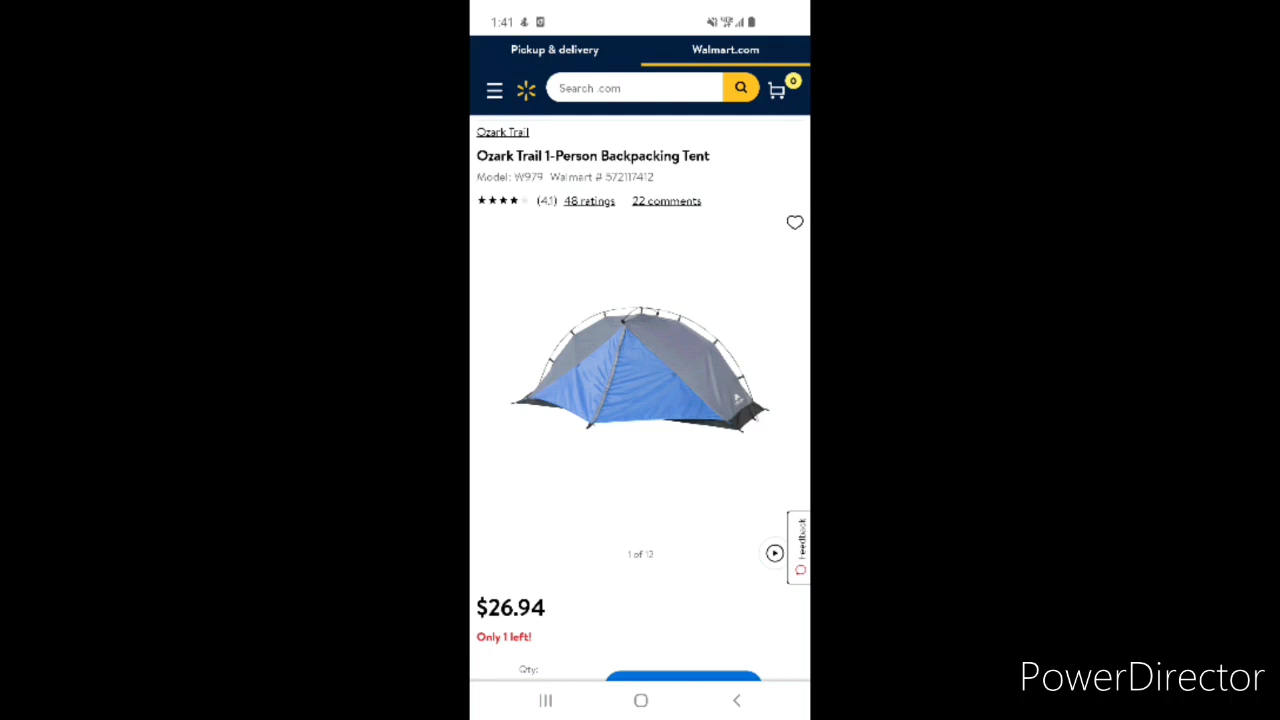 1:41
Pickup & delivery
Walmart.com
Search .com
0
Ozark Trail
Ozark Trail 1-Person Backpacking Tent
Model: W979 Walmart # 572117412
(4.1) 48 ratings 22 comments
Feedback
1 of 12
$26.94
Only 1 left!
Qty:
PowerDirector